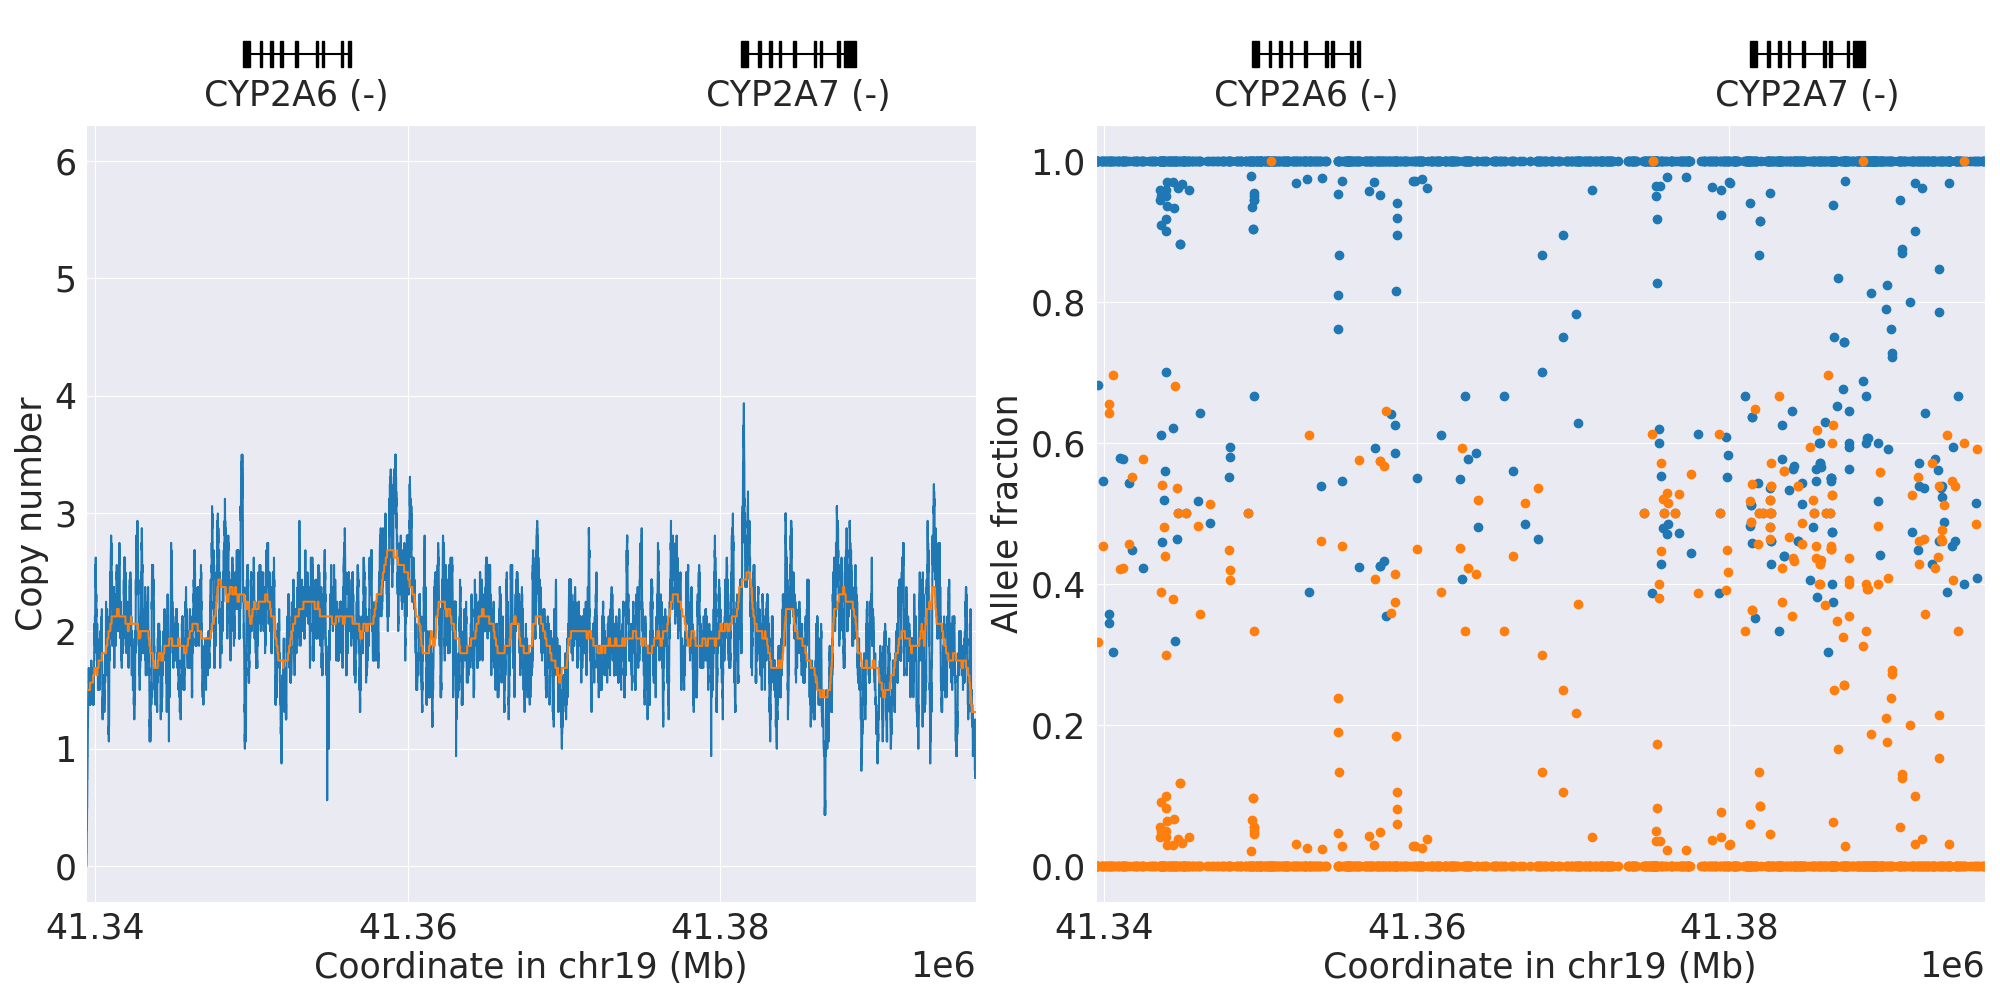 CYP2A6 (-)
CYP2A7 (-)
6
5
4
3
2
1
0
Copy number
41.34
41.36
41.38
Coordinate in chr19 (Mb)
1e6
CYP2A6 (-)
CYP2A7 (-)
1.0
0.8
0.6
0.4
0.2
0.0
Allele fraction
41.34
41.36
41.38
Coordinate in chr19 (Mb)
1e6